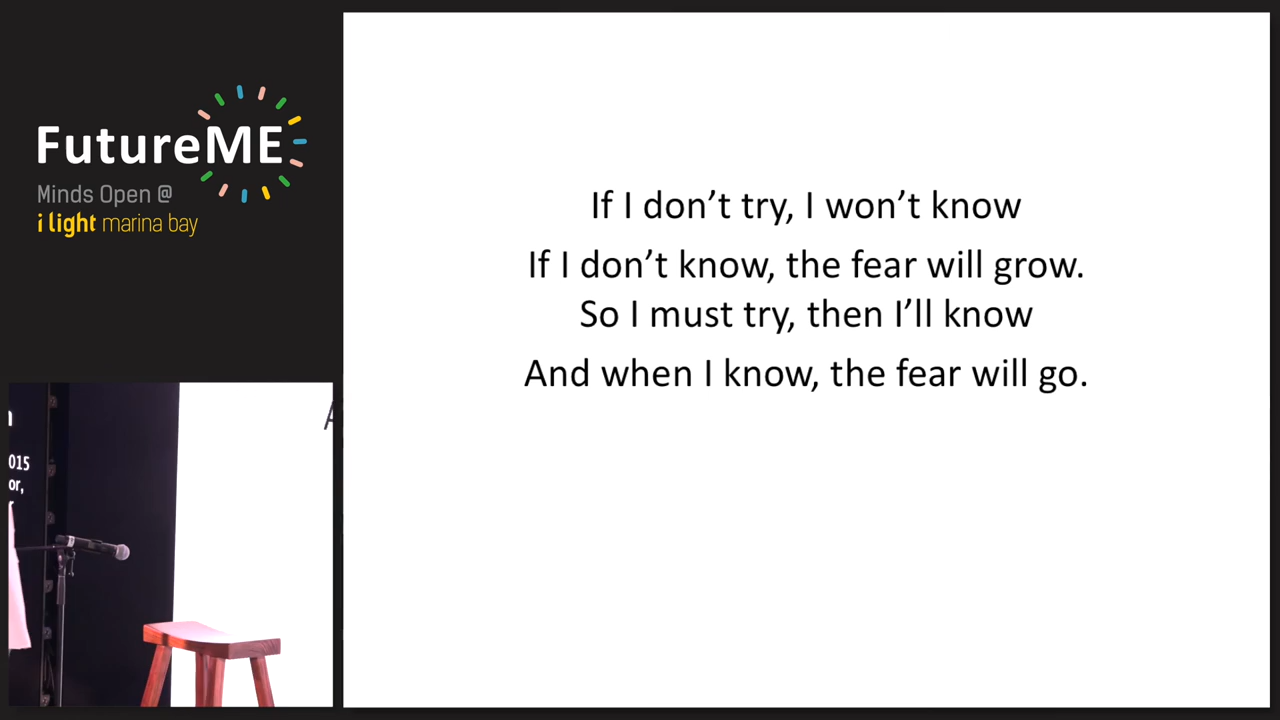 FutureME
Minds Open @
i light marina bay
If I don’t try, I won’t know
If I don’t know, the fear will grow.
So I must try, then I’ll know
And when I know, the fear will go.
015
or,